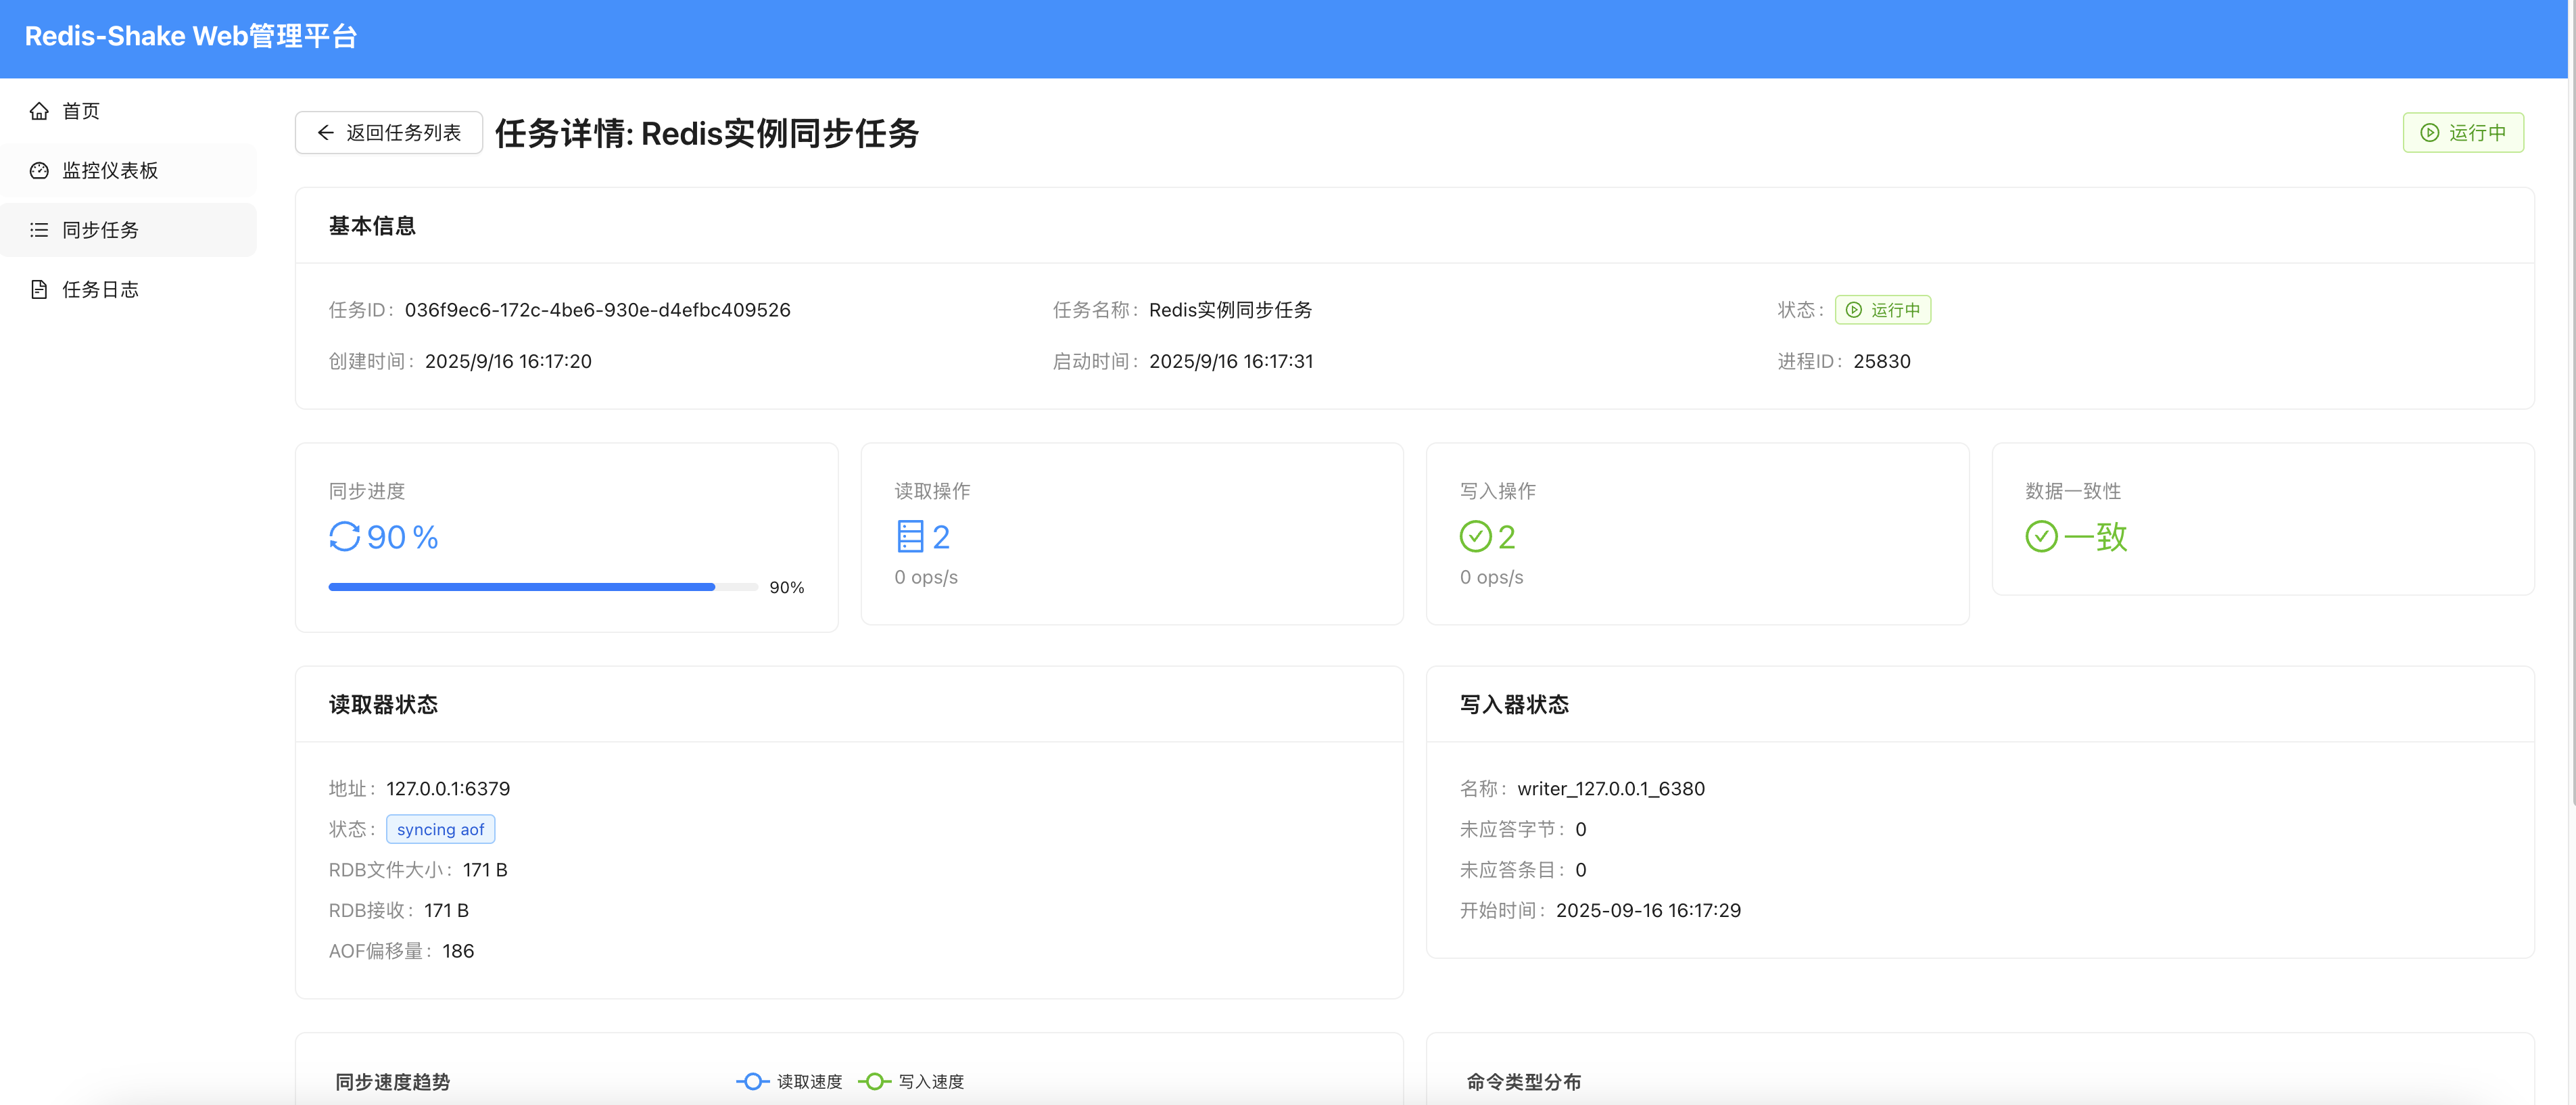 Redis-Shake Web管理平台
首页
监控仪表板
同步任务
任务日志
返回任务列表
任务详情: Redis实例同步任务
运行中
基本信息
任务ID: 036f9ec6-172c-4be6-930e-d4efbc409526
任务名称: Redis实例同步任务
状态: 运行中
创建时间: 2025/9/16 16:17:20
启动时间: 2025/9/16 16:17:31
进程ID: 25830
同步进度
90 %
90%
读取操作
2
0 ops/s
写入操作
2
0 ops/s
数据一致性
一致
读取器状态
地址: 127.0.0.1:6379
状态: syncing aof
RDB文件大小: 171 B
RDB接收: 171 B
AOF偏移量: 186
写入器状态
名称: writer_127.0.0.1_6380
未应答字节: 0
未应答条目: 0
开始时间: 2025-09-16 16:17:29
同步速度趋势
读取速度
写入速度
命令类型分布